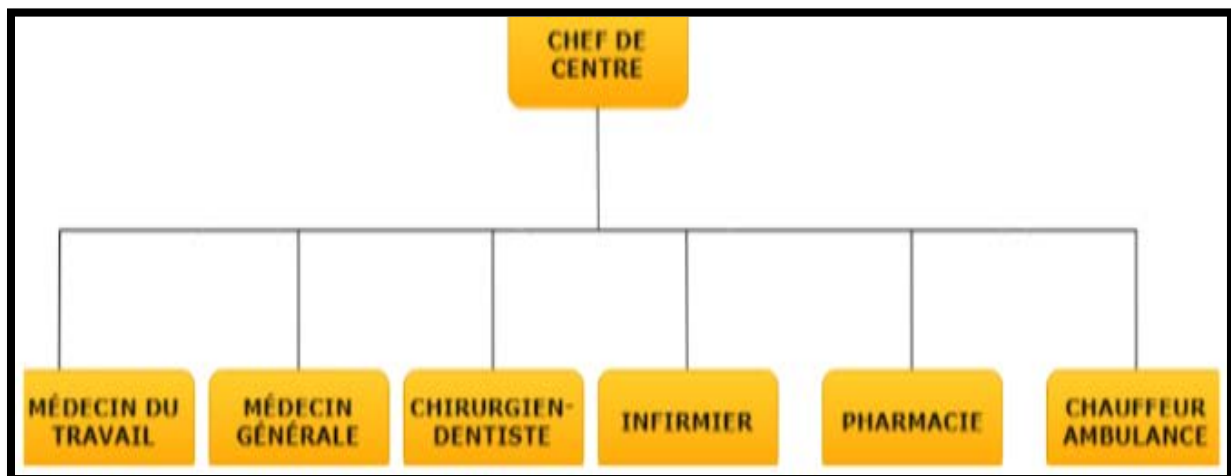 CHEF DE
CENTRE
MÉDECIN DU
TRAVAIL
MÉDECIN
GÉNÉRALE
CHIRURGIEN-
DENTISTE
INFIRMIER
PHARMACIE
CHAUFFEUR
AMBULANCE